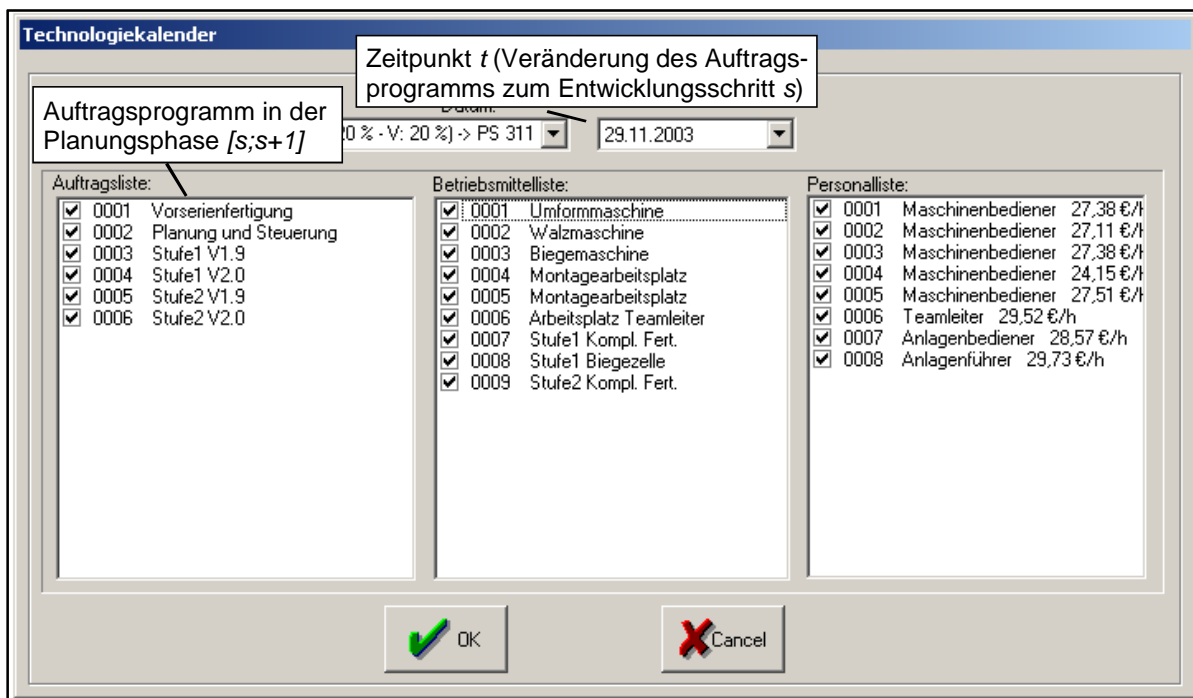 Technologiekalender
Zeitpunkt t (Veränderung des Auftrags-
programms zum Entwicklungsschritt s)
Auftragsprogramm in der
Planungsphase [s;s+1]
Datum:
20 % - V: 20 %) -> PS 311
29.11.2003
Auftragsliste:
0001 Vorserienfertigung
0002 Planung und Steuerung
0003 Stufe1 V1.9
0004 Stufe1 V2.0
0005 Stufe2 V1.9
0006 Stufe2 V2.0
Betriebsmittelliste:
0001 Umformmaschine
0002 Walzmaschine
0003 Biegemaschine
0004 Montagearbeitsplatz
0005 Montagearbeitsplatz
0006 Arbeitsplatz Teamleiter
0007 Stufe1 Kompl. Fert.
0008 Stufe1 Biegezelle
0009 Stufe2 Kompl. Fert.
Personalliste:
0001 Maschinenbediener 27,38 €/h
0002 Maschinenbediener 27,11 €/h
0003 Maschinenbediener 27,38 €/h
0004 Maschinenbediener 24,15 €/h
0005 Maschinenbediener 27,51 €/h
0006 Teamleiter 29,52 €/h
0007 Anlagenbediener 28,57 €/h
0008 Anlagenführer 29,73 €/h
OK
Cancel